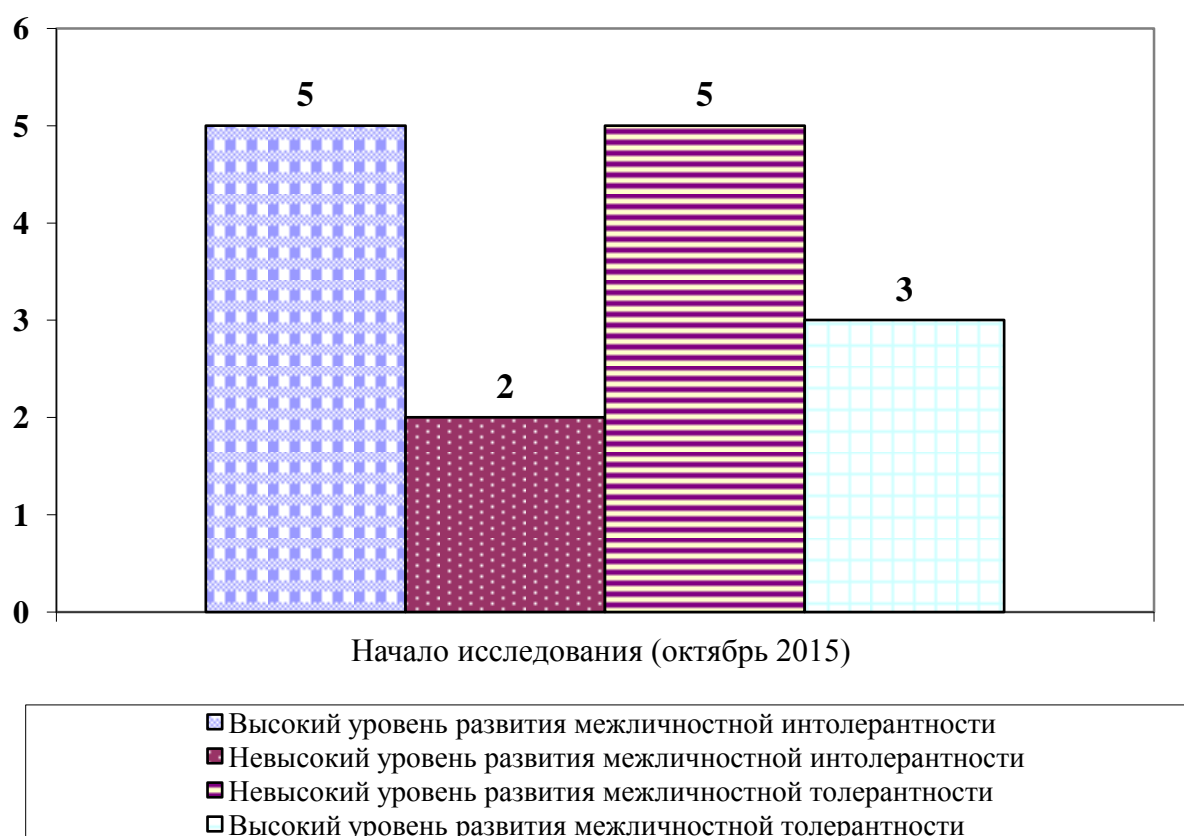 6
5
4
3
2
1
0
5
2
5
3
Начало исследования (октябрь 2015)
Высокий уровень развития межличностной интолерантности
Невысокий уровень развития межличностной интолерантности
Невысокий уровень развития межличностной толерантности
Высокий уровень развития межличностной толерантности